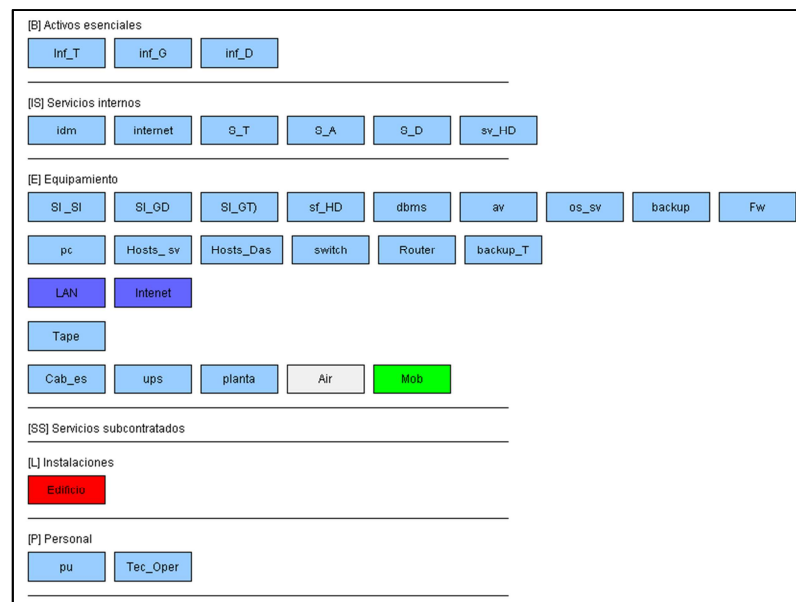 [B] Activos esenciales
Inf_T inf_G inf_D
[IS] Servicios internos
idm internet S_T S_A S_D sv_HD
[E] Equipamiento
SI _SI SI_GD SI_GT) sf_HD dbms av os_sv backup Fw
pc Hosts_ sv Hosts_Das switch Router backup_T
LAN Intenet
Tape
Cab_es ups planta Air Mob
[SS] Servicios subcontratados
[L] Instalaciones
Edificio
[P] Personal
pu Tec_Oper